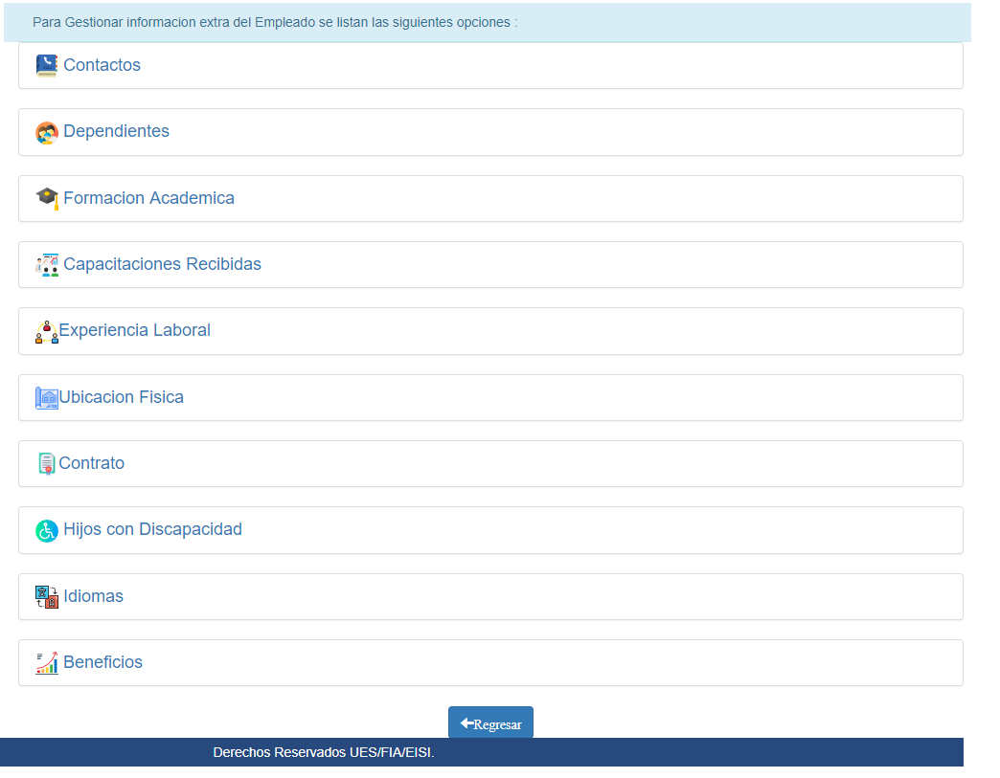 Para Gestionar informacion extra del Empleado se listan las siguientes opciones :
Contactos
Dependientes
Formacion Academica
Capacitaciones Recibidas
Experiencia Laboral
Ubicacion Fisica
Contrato
Hijos con Discapacidad
Idiomas
Beneficios
Regresar
Derechos Reservados UES/FIA/EISI.